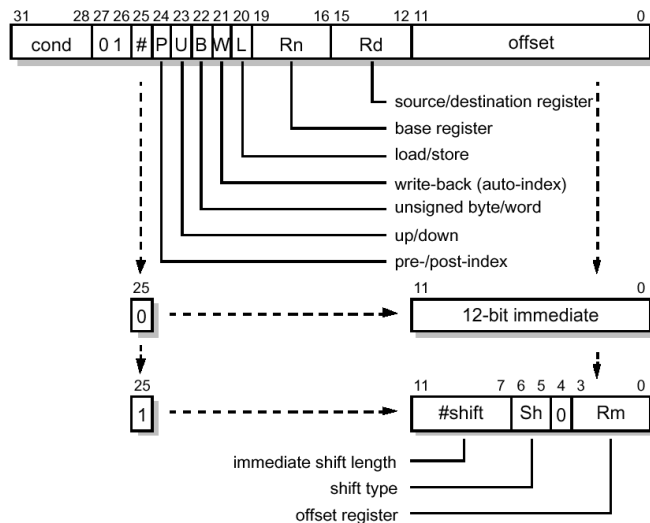 31 28 27 26 25 24 23 22 21 20 19 16 15 12 11 0
cond 0 1 # P U B W L Rn Rd offset
source/destination register
base register
load/store
write-back (auto-index)
unsigned byte/word
up/down
pre-/post-index
25 11 0
0 12-bit immediate
25 11 7 6 5 4 3 0
1 #shift Sh 0 Rm
immediate shift length
shift type
offset register